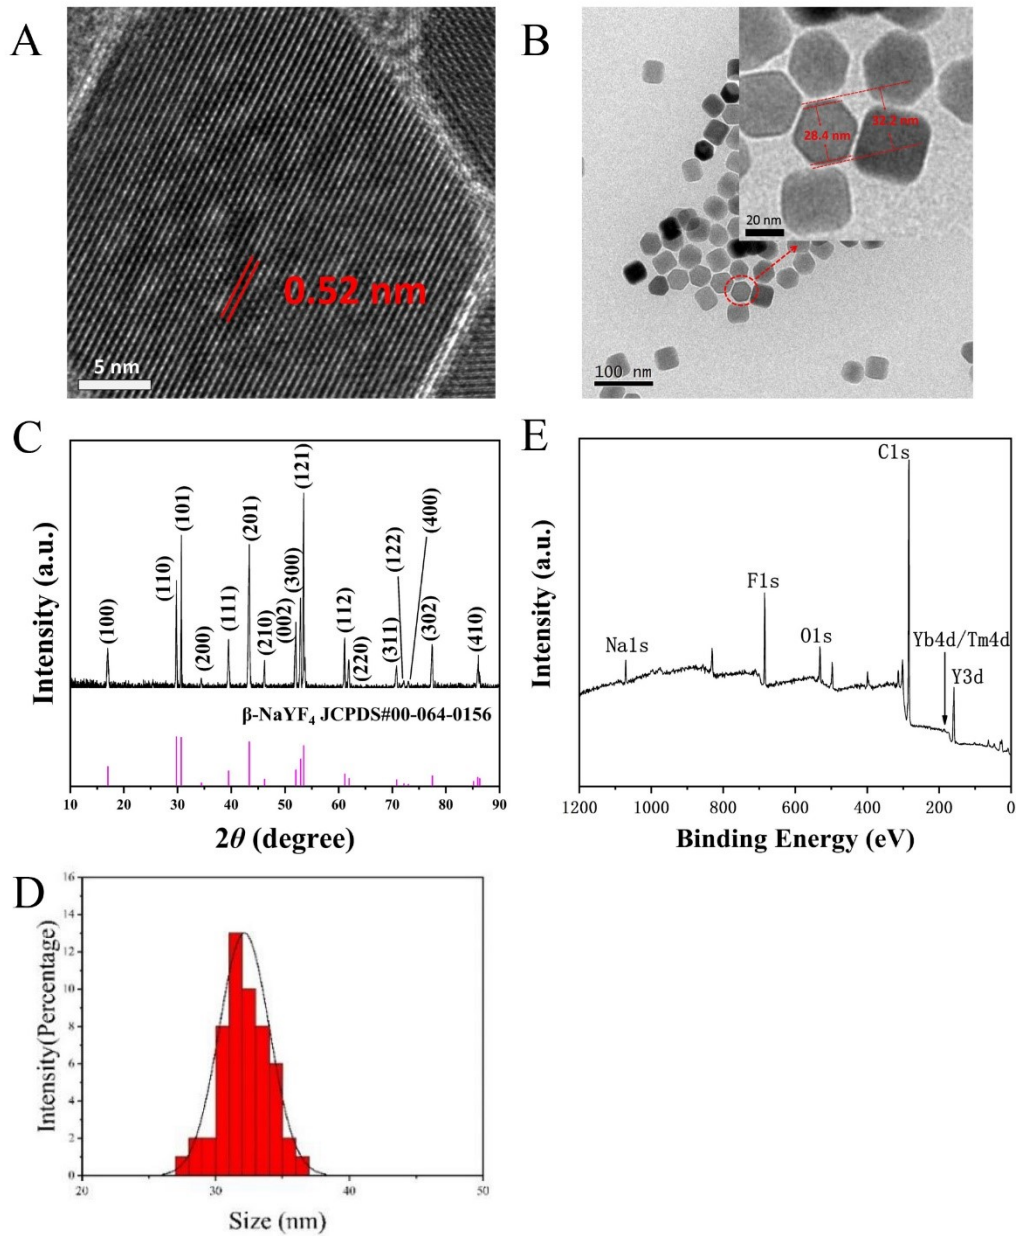 A
0.52 nm
5 nm
B
28.4 nm
20 nm
100 nm
C
Intensity (a.u.)
(100)
(110)
(101)
(200)
(111)
(201)
(210)
(002)
(300)
(121)
(112)
(220)
(311)
(122)
(400)
(302)
(410)
β-NaYF4 JCPDS#00-064-0156
10 20 30 40 50 60 70 80 90
2θ (degree)
E
Intensity (a.u.)
Na1s
F1s
O1s
C1s
Yb4d/Tm4d
Y3d
1200 1000 800 600 400 200 0
Binding Energy (eV)
D
Intensity(Percentage)
16
14
12
10
8
6
4
2
0
20 30 40 50
Size (nm)